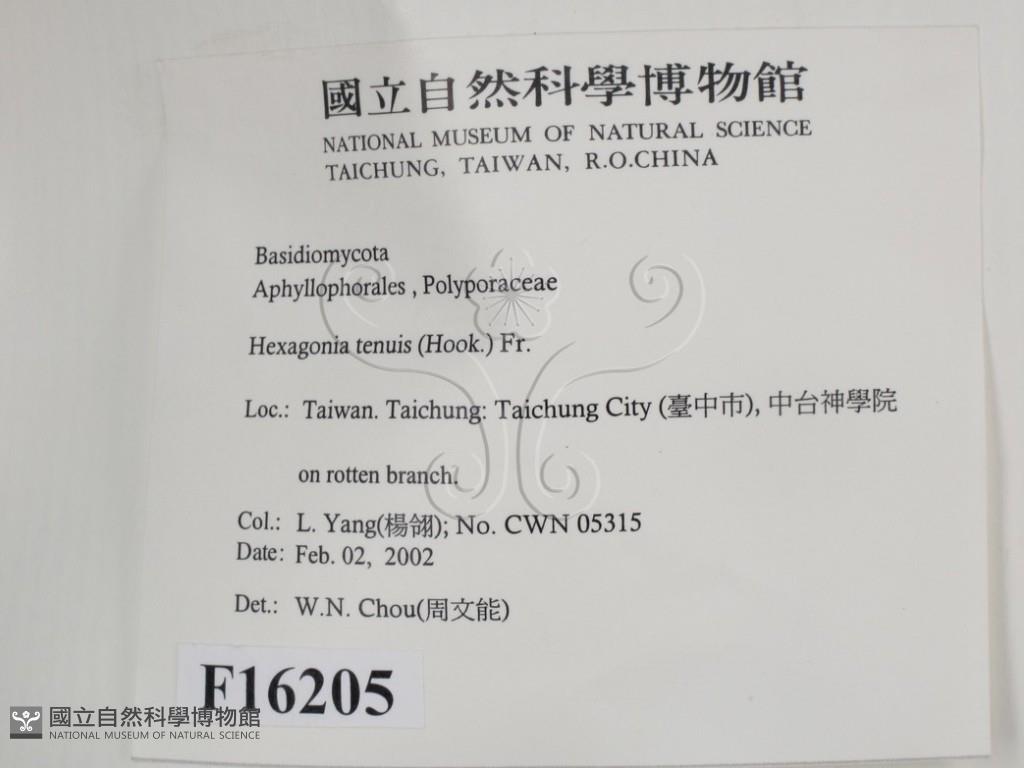 國立自然科學博物館
NATIONAL MUSEUM OF NATURAL SCIENCE
TAICHUNG, TAIWAN, R.O.CHINA
Basidiomycota
Aphyllophorales , Polyporaceae
Hexagonia tenuis (Hook.) Fr.
Loc.: Taiwan. Taichung: Taichung City (臺中市), 中台神學院
on rotten branch.
Col.: L. Yang(楊翎); No. CWN 05315
Date: Feb. 02, 2002
Det.: W.N. Chou(周文能)
F16205
國立自然科學博物館
NATIONAL MUSEUM OF NATURAL SCIENCE